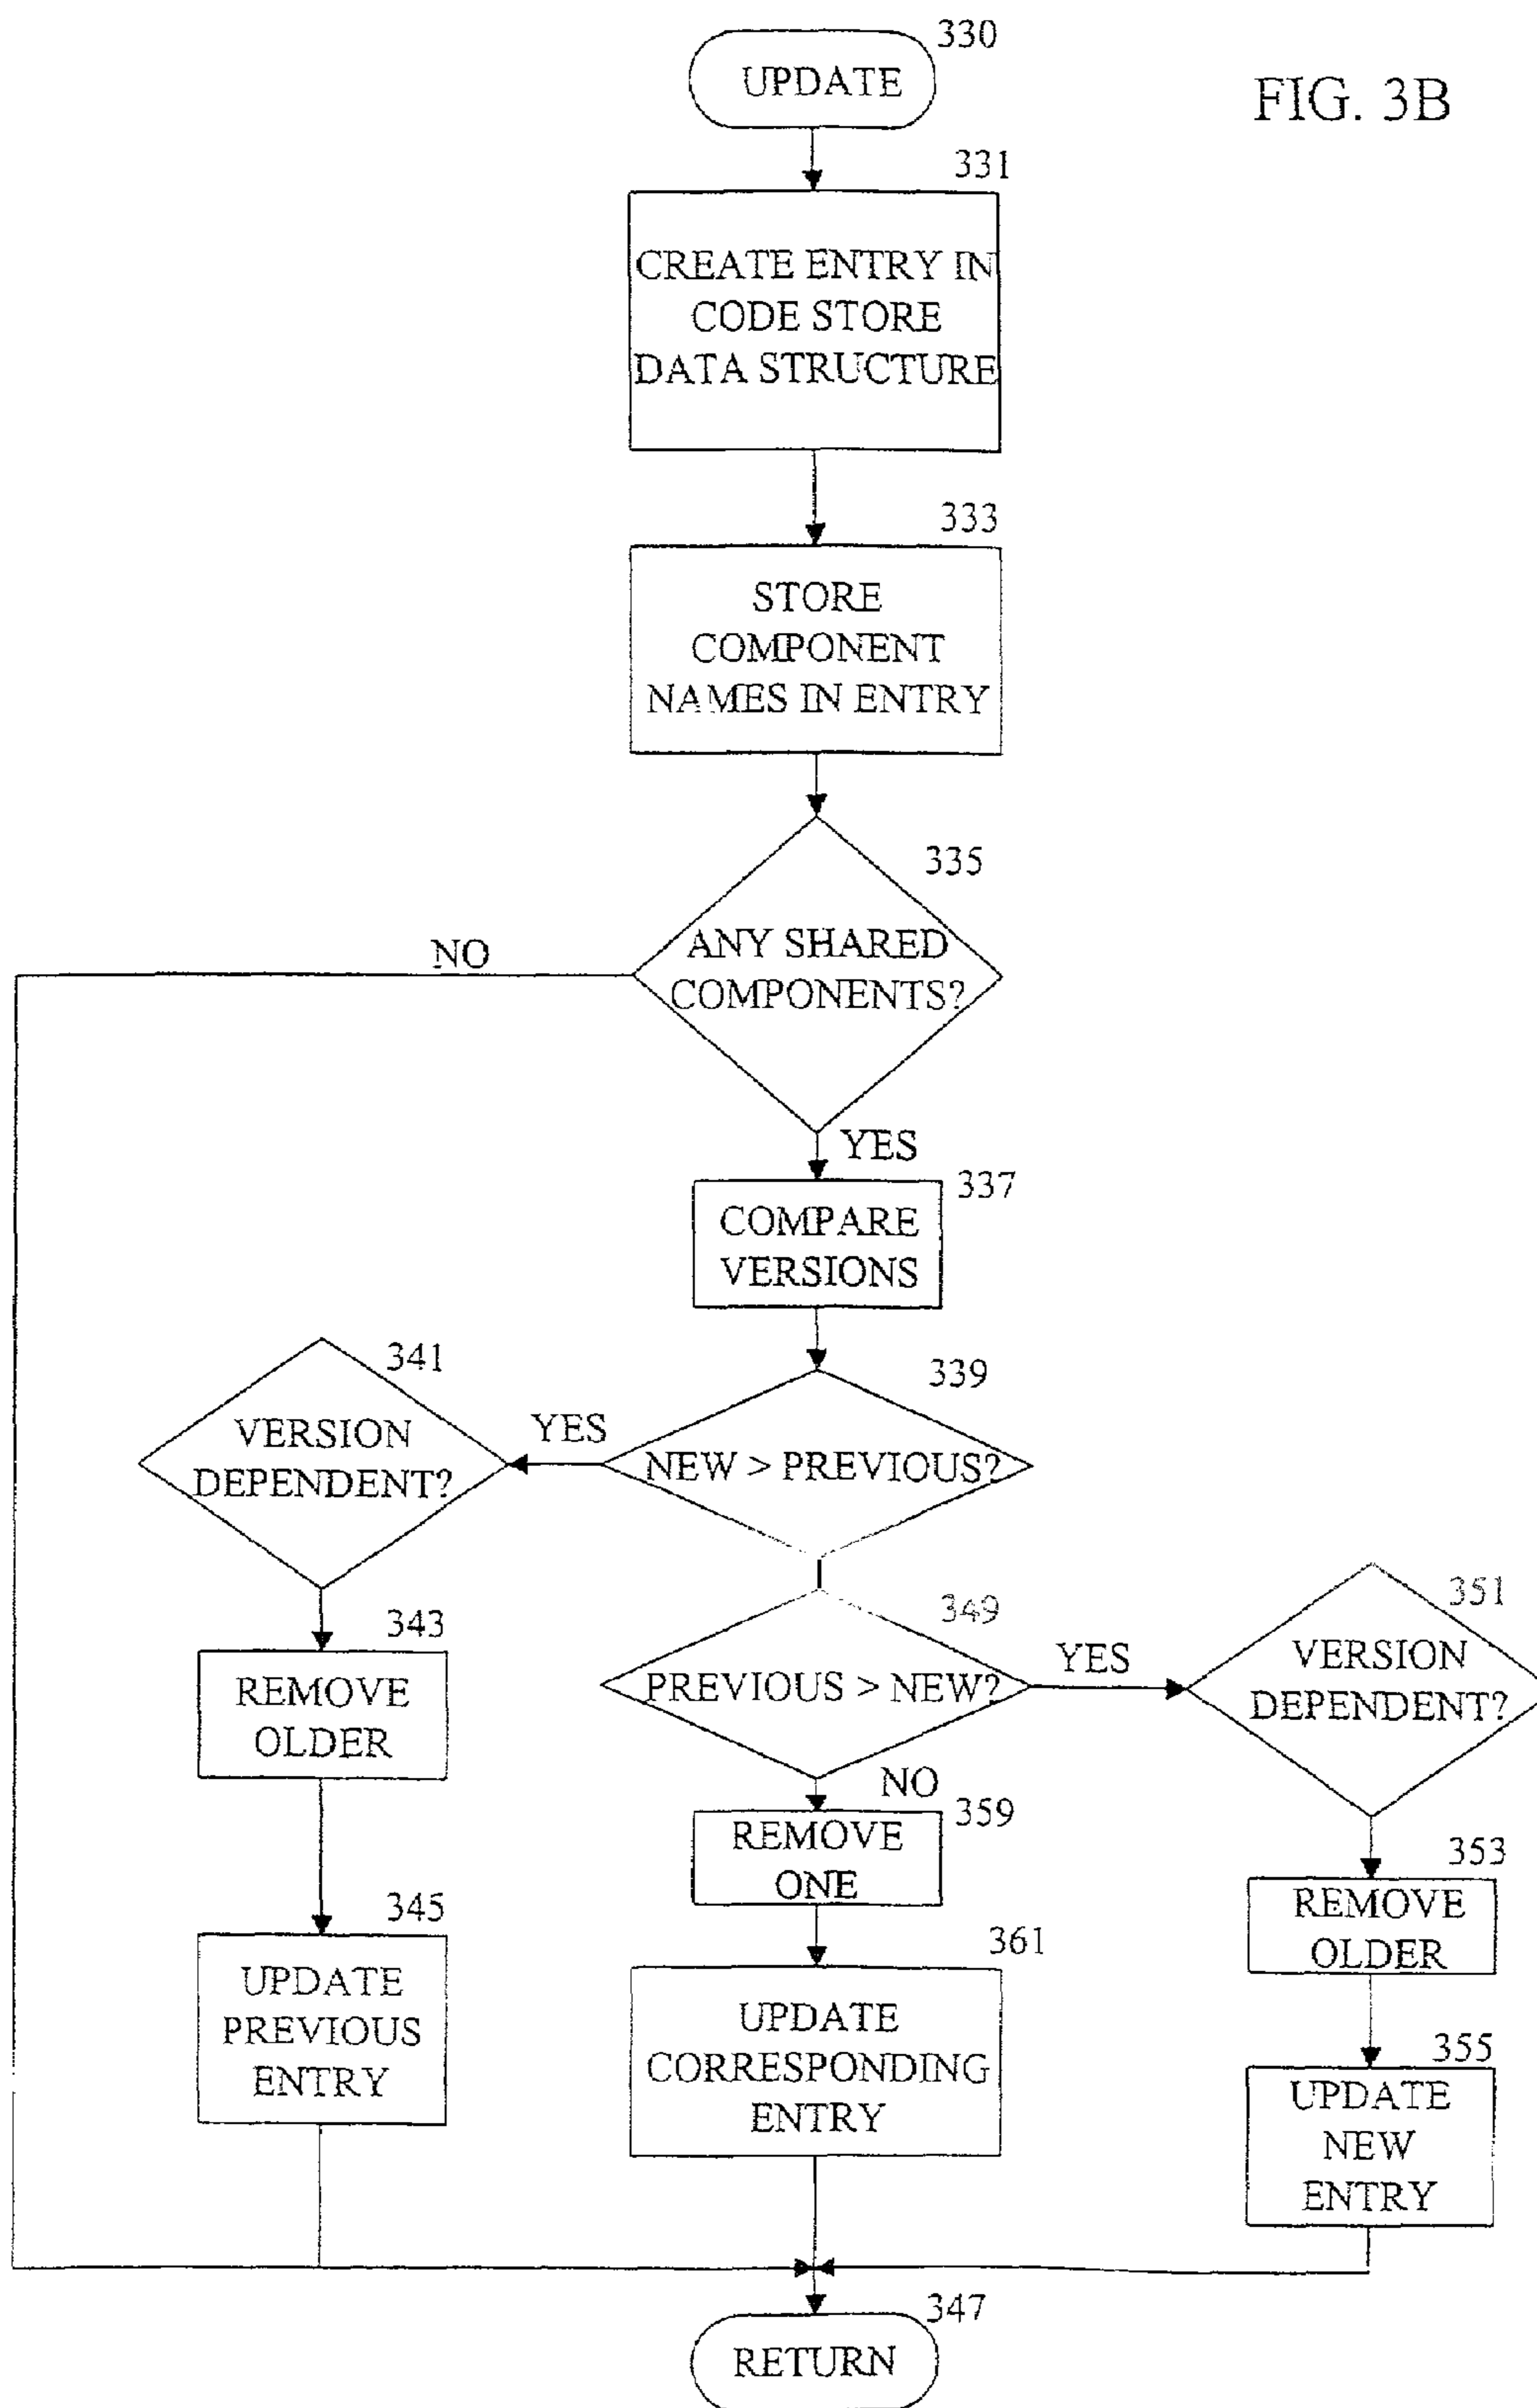 330
UPDATE
FIG. 3B
331
CREATE ENTRY IN
CODE STORE
DATA STRUCTURE
333
STORE
COMPONENT
NAMES IN ENTRY
335
ANY SHARED
COMPONENTS?
NO
YES
337
COMPARE
VERSIONS
339
NEW > PREVIOUS?
YES
341
VERSION
DEPENDENT?
343
REMOVE
OLDER
345
UPDATE
PREVIOUS
ENTRY
349
PREVIOUS > NEW?
YES
NO
351
VERSION
DEPENDENT?
353
REMOVE
OLDER
355
UPDATE
NEW
ENTRY
359
REMOVE
ONE
361
UPDATE
CORRESPONDING
ENTRY
347
RETURN